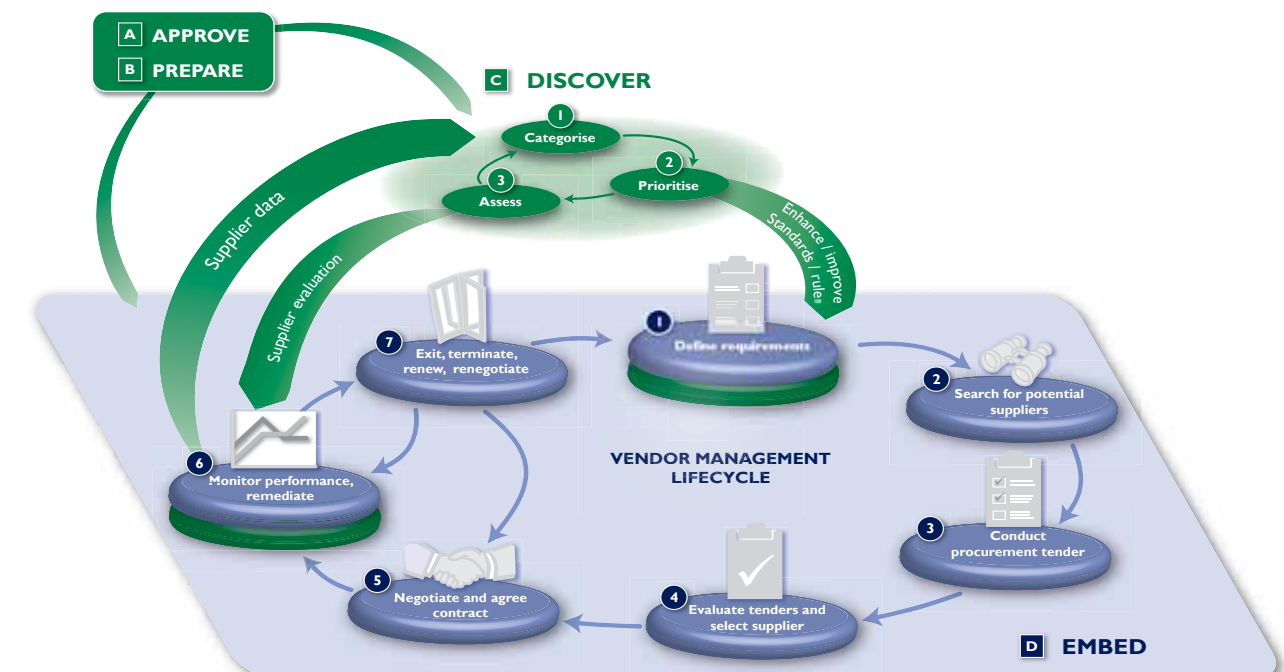 A APPROVE
B PREPARE
C DISCOVER
1
Categorise
2
Prioritise
3
Assess
Supplier data
Supplier evaluation
Enhance / improve
Standards / rules
1
Define requirements
2
Search for potential
suppliers
3
Conduct
procurement tender
4
Evaluate tenders and
select supplier
5
Negotiate and agree
contract
6
Monitor performance,
remediate
7
Exit, terminate,
renew, renegotiate
VENDOR MANAGEMENT
LIFECYCLE
D EMBED